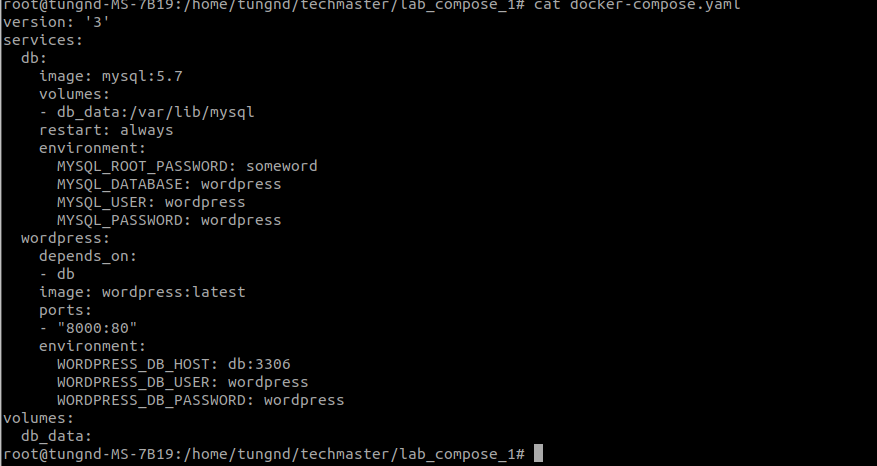 root@tungnd-MS-7B19:/home/tungnd/techmaster/lab_compose_1# cat docker-compose.yaml
version: '3'
services:
  db:
    image: mysql:5.7
    volumes:
    - db_data:/var/lib/mysql
    restart: always
    environment:
      MYSQL_ROOT_PASSWORD: someword
      MYSQL_DATABASE: wordpress
      MYSQL_USER: wordpress
      MYSQL_PASSWORD: wordpress
  wordpress:
    depends_on:
    - db
    image: wordpress:latest
    ports:
    - "8000:80"
    environment:
      WORDPRESS_DB_HOST: db:3306
      WORDPRESS_DB_USER: wordpress
      WORDPRESS_DB_PASSWORD: wordpress
volumes:
  db_data:
root@tungnd-MS-7B19:/home/tungnd/techmaster/lab_compose_1#